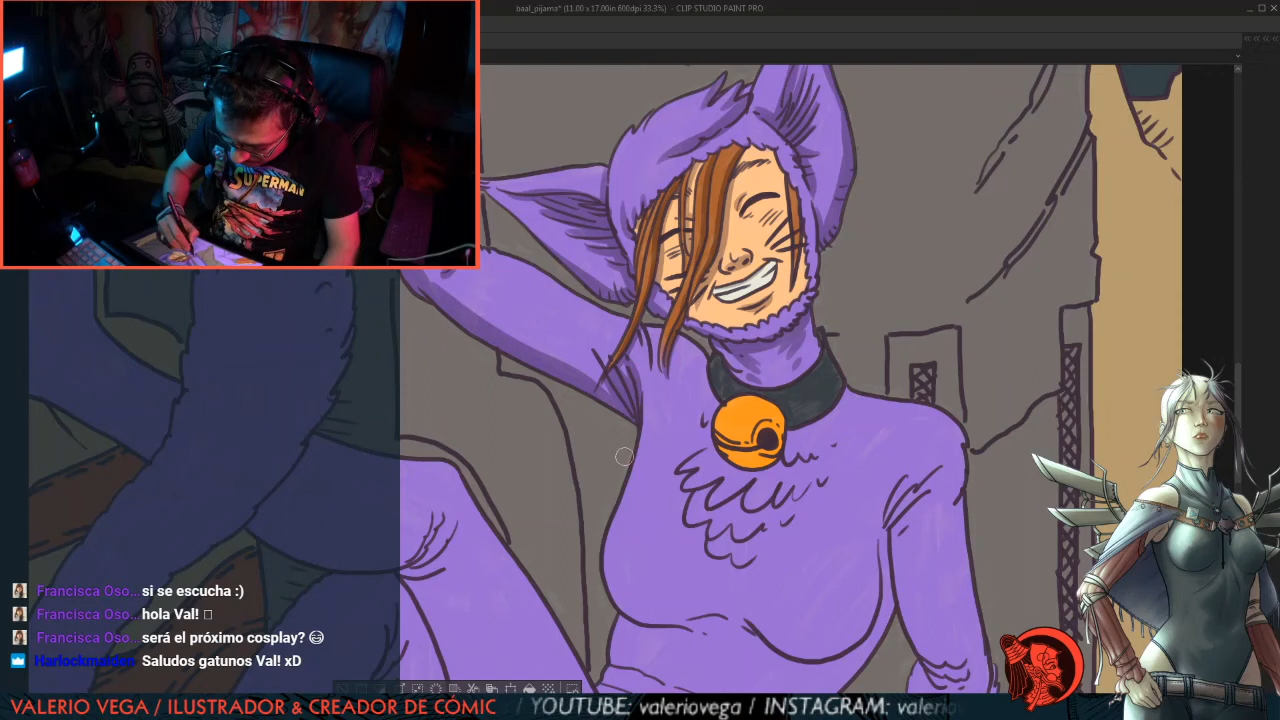 baal_pijama* (11.00 x 17.00in 600dpi 33.3%) - CLIP STUDIO PAINT PRO
SUPERMAN
Francisca Oso... si se escucha :)
Francisca Oso... hola Val!
Francisca Oso... será el próximo cosplay? 😄
Harlockmaiden Saludos gatunos Val! xD
VALERIO VEGA / ILUSTRADOR & CREADOR DE CÓMIC / YOUTUBE: valeriovega / INSTAGRAM: valerio